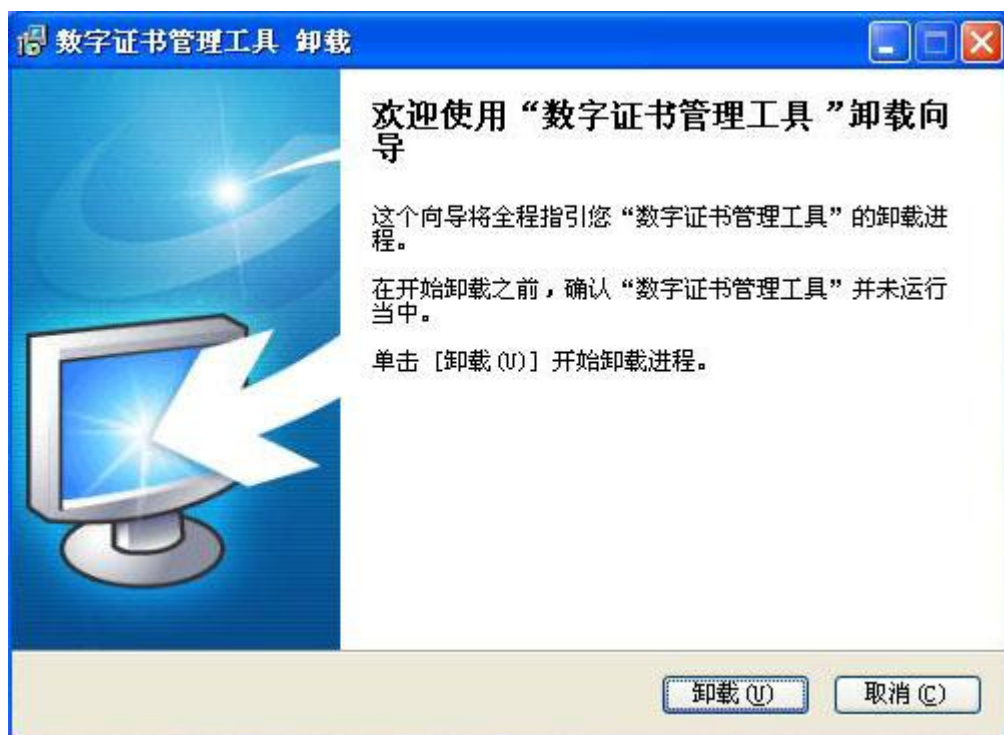 数字证书管理工具 卸载
欢迎使用“数字证书管理工具”卸载向
导
这个向导将全程指引您“数字证书管理工具”的卸载进
程。
在开始卸载之前，确认“数字证书管理工具”并未运行
当中。
单击 [卸载(U)] 开始卸载进程。
卸载(U)
取消(C)